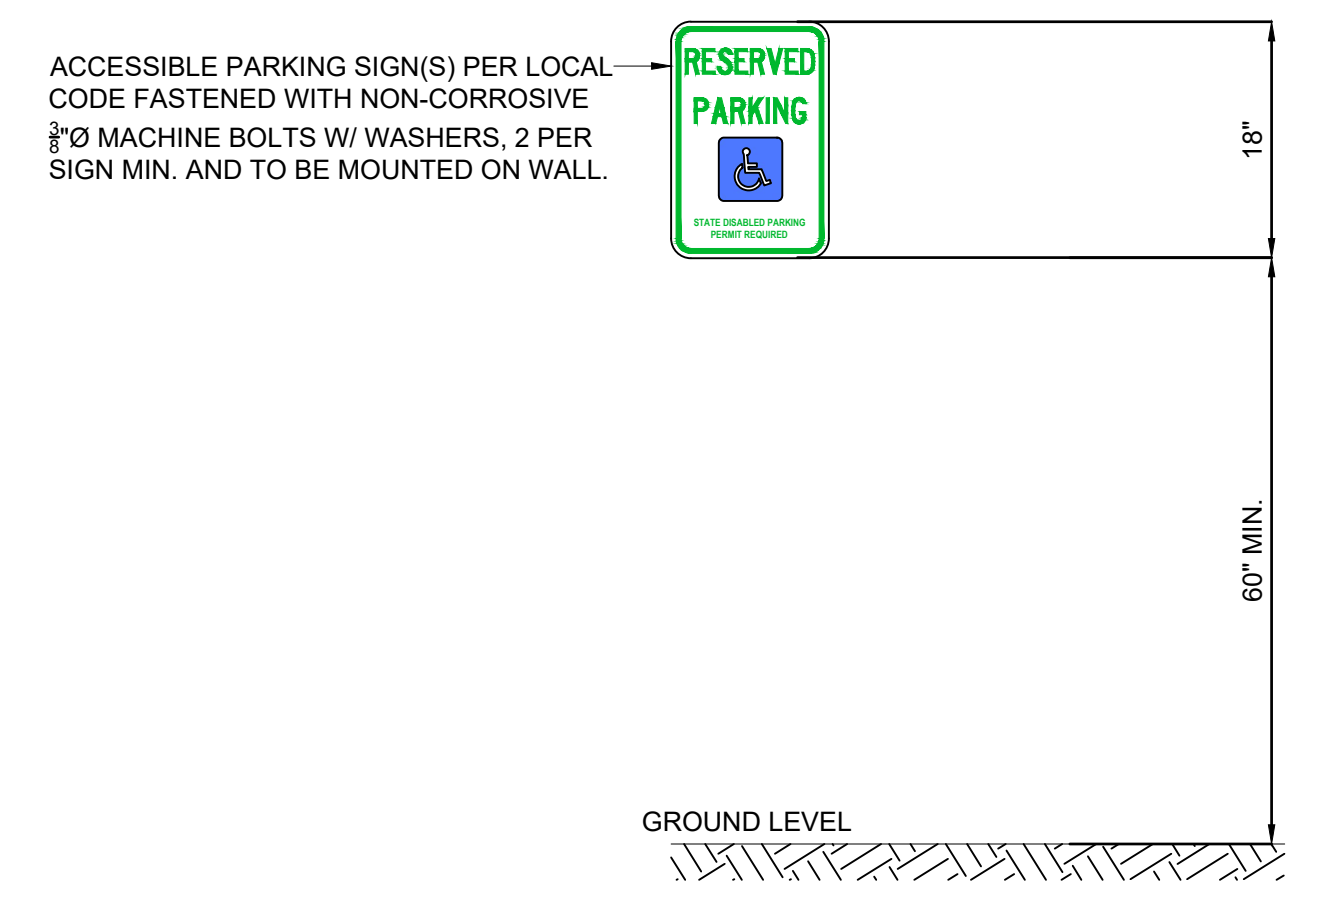 ACCESSIBLE PARKING SIGN(S) PER LOCAL
CODE FASTENED WITH NON-CORROSIVE
3/8"Ø MACHINE BOLTS W/ WASHERS, 2 PER
SIGN MIN. AND TO BE MOUNTED ON WALL.
RESERVED
PARKING
STATE DISABLED PARKING
PERMIT REQUIRED
18"
60" MIN.
GROUND LEVEL